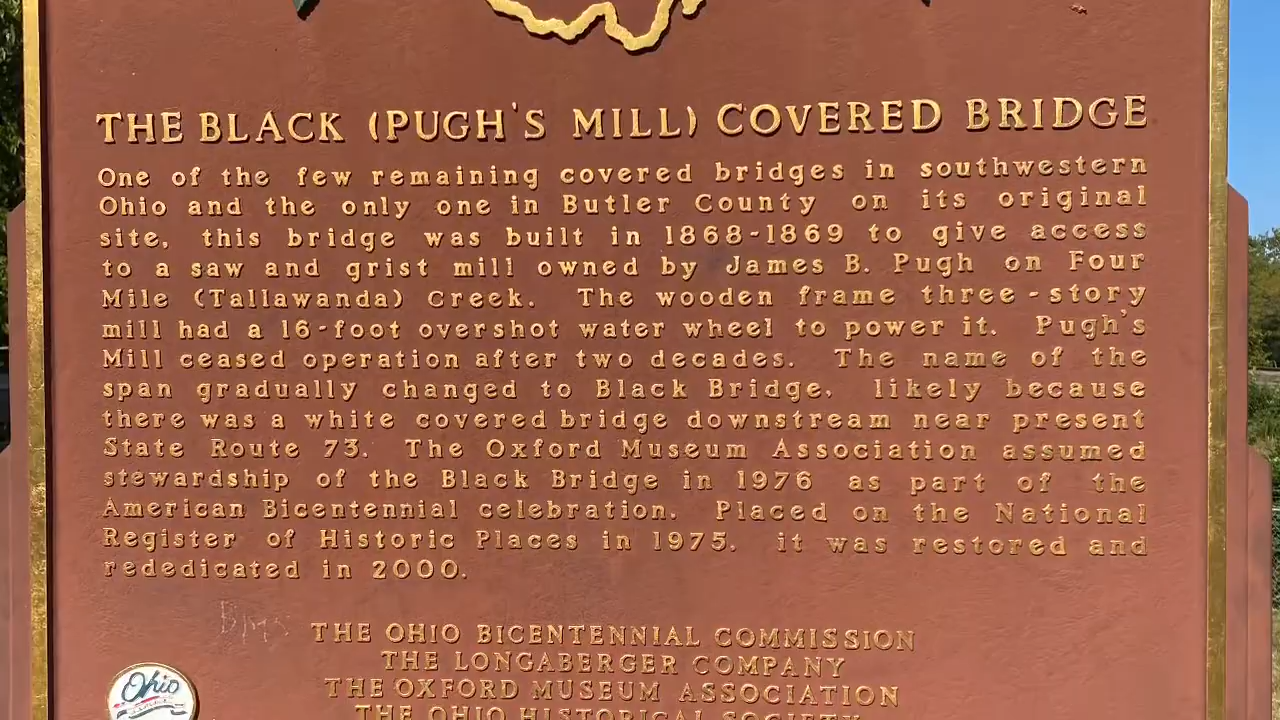 THE BLACK (PUGH'S MILL) COVERED BRIDGE
One of the few remaining covered bridges in southwestern
Ohio and the only one in Butler County on its original
site, this bridge was built in 1868-1869 to give access
to a saw and grist mill owned by James B. Pugh on Four
Mile (Tallawanda) Creek. The wooden frame three-story
mill had a 16-foot overshot water wheel to power it. Pugh's
Mill ceased operation after two decades. The name of the
span gradually changed to Black Bridge, likely because
there was a white covered bridge downstream near present
State Route 73. The Oxford Museum Association assumed
stewardship of the Black Bridge in 1976 as part of the
American Bicentennial celebration. Placed on the National
Register of Historic Places in 1975, it was restored and
rededicated in 2000.
THE OHIO BICENTENNIAL COMMISSION
THE LONGABERGER COMPANY
THE OXFORD MUSEUM ASSOCIATION
THE OHIO HISTORICAL SOCIETY
Ohio